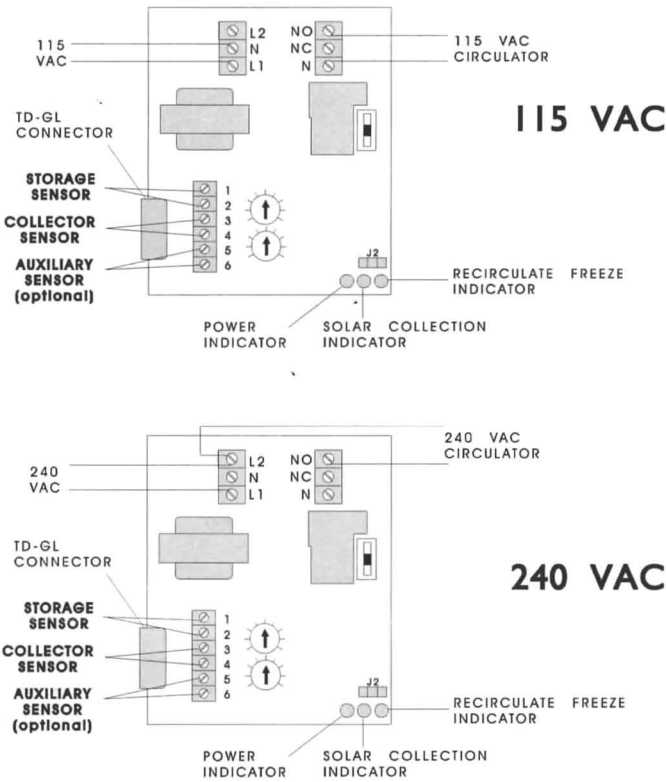 115
VAC
L2
N
L1
NO
NC
N
115 VAC
CIRCULATOR
115 VAC
TD-GL
CONNECTOR
STORAGE
SENSOR
COLLECTOR
SENSOR
AUXILIARY
SENSOR
(optional)
1
2
3
4
5
6
J2
RECIRCULATE FREEZE
INDICATOR
POWER
INDICATOR
SOLAR COLLECTION
INDICATOR
240 VAC
CIRCULATOR
240
VAC
L2
N
L1
NO
NC
N
TD-GL
CONNECTOR
240 VAC
STORAGE
SENSOR
COLLECTOR
SENSOR
AUXILIARY
SENSOR
(optional)
1
2
3
4
5
6
J2
RECIRCULATE FREEZE
INDICATOR
POWER
INDICATOR
SOLAR COLLECTION
INDICATOR